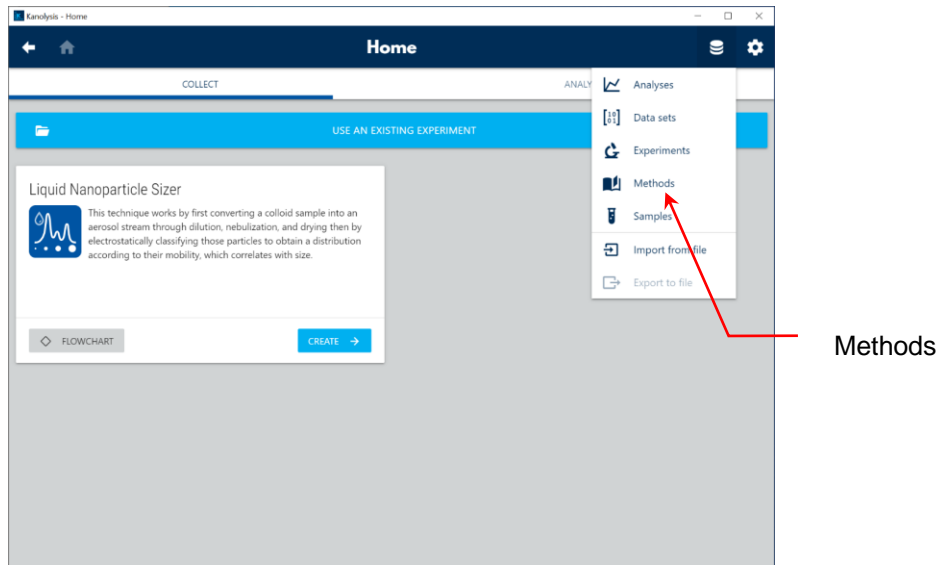 Kanolysis - Home
Home
COLLECT
ANALY
USE AN EXISTING EXPERIMENT
Analyses
Data sets
Experiments
Methods
Samples
Import from file
Export to file
Liquid Nanoparticle Sizer
This technique works by first converting a colloid sample into an
aerosol stream through dilution, nebulization, and drying then by
electrostatically classifying those particles to obtain a distribution
according to their mobility, which correlates with size.
FLOWCHART
CREATE
Methods